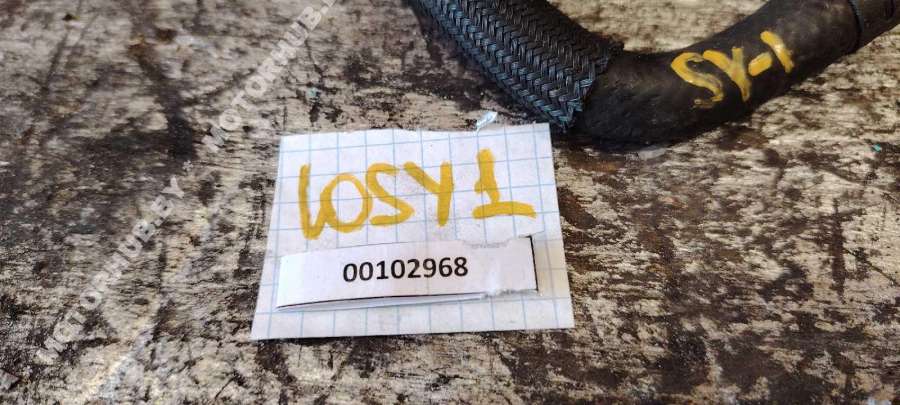 SY-1
LOSY1
00102968
MOTORHUB.BY
MOTORHUB.BY